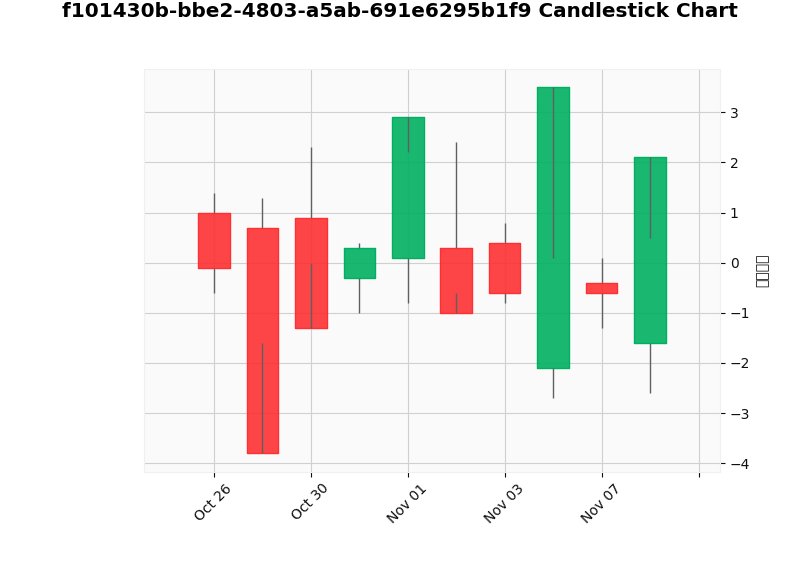 f101430b-bbe2-4803-a5ab-691e6295b1f9 Candlestick Chart
3
2
1
0
−1
−2
−3
−4
Oct 26
Oct 30
Nov 01
Nov 03
Nov 07